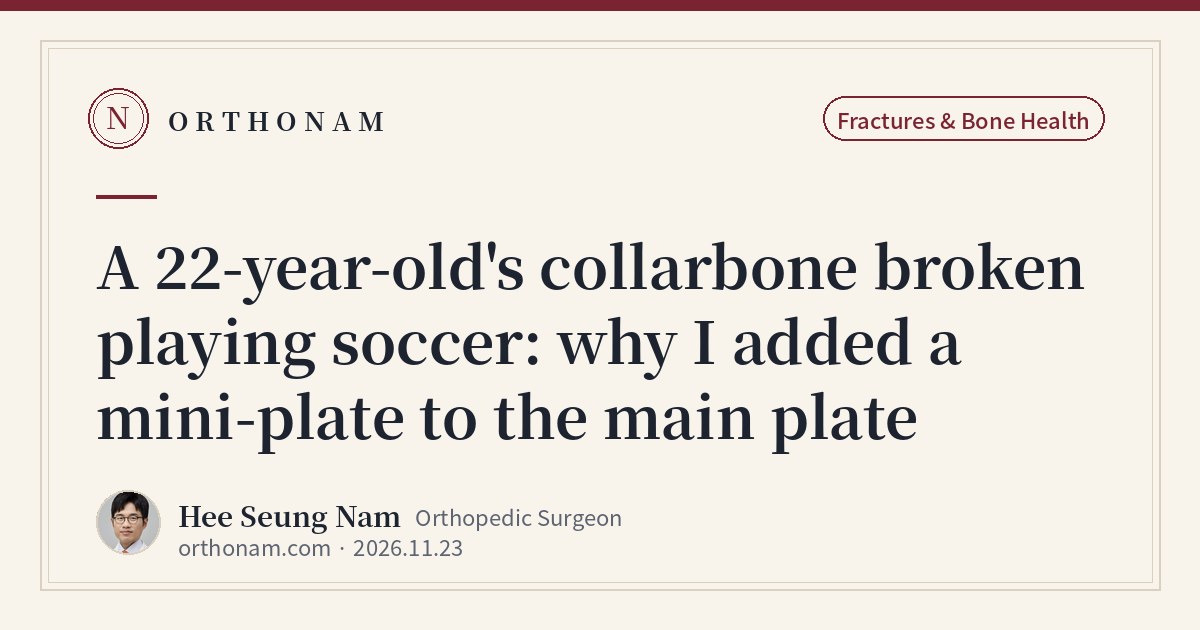 N
ORTHONAM
Fractures & Bone Health
A 22-year-old's collarbone broken
playing soccer: why I added a
mini-plate to the main plate
Hee Seung Nam Orthopedic Surgeon
orthonam.com · 2026.11.23